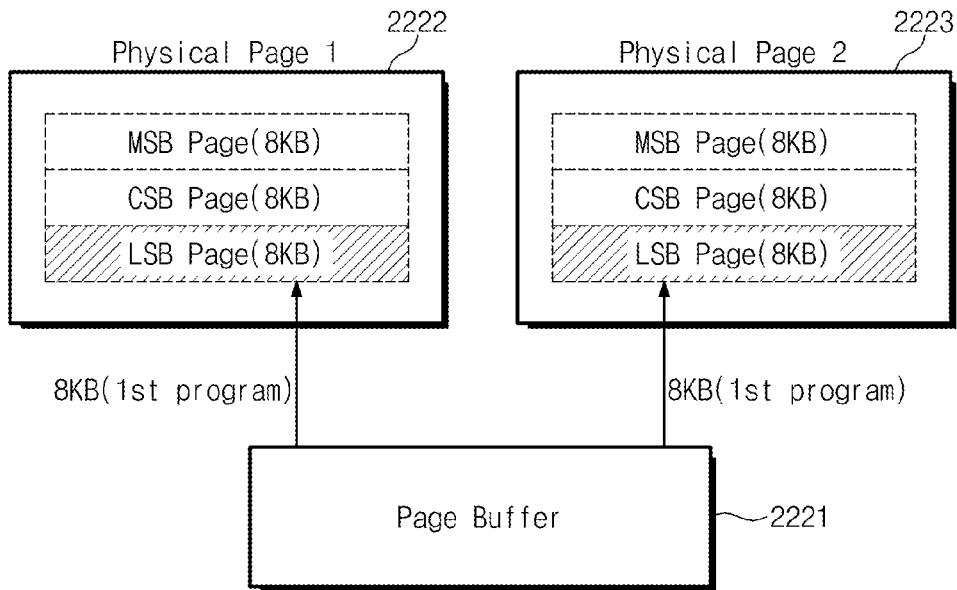 2222
2223
Physical Page 1
Physical Page 2
MSB Page(8KB)
CSB Page(8KB)
LSB Page(8KB)
MSB Page(8KB)
CSB Page(8KB)
LSB Page(8KB)
8KB(1st program)
8KB(1st program)
Page Buffer
2221